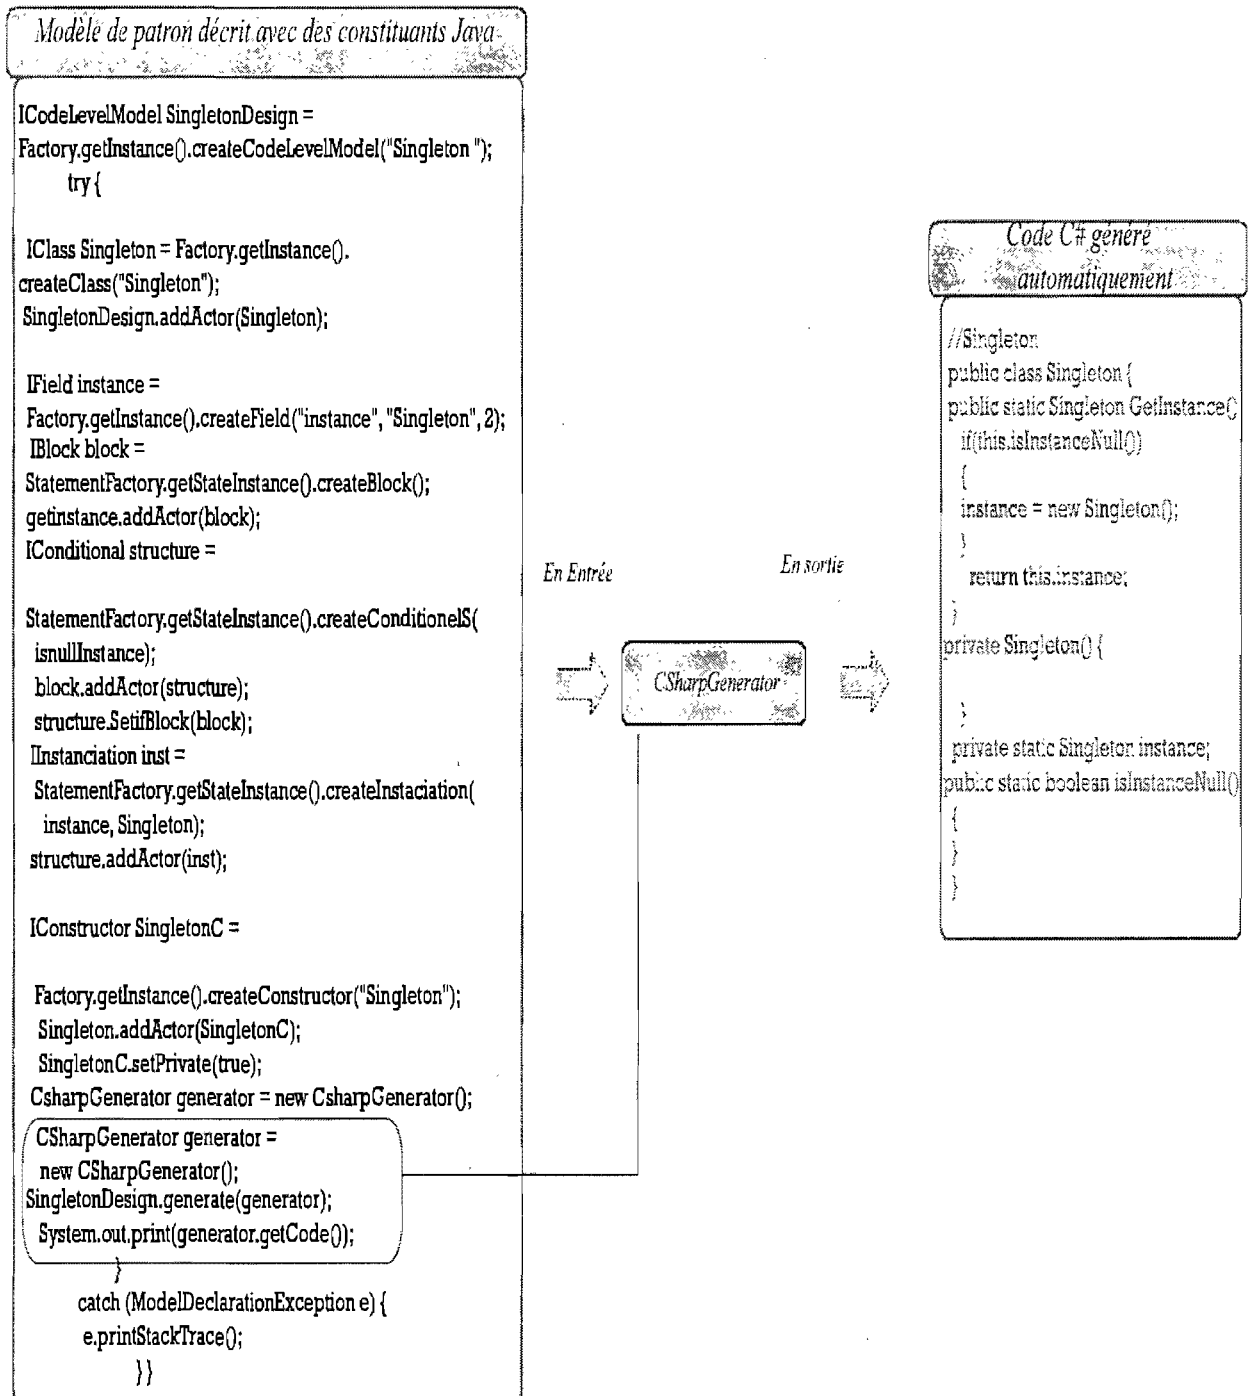 Modèle de patron décrit avec des constituants Java
ICodeLevelModel SingletonDesign =
Factory.getInstance().createCodeLevelModel("Singleton ");
try {
IClass Singleton = Factory.getInstance().
createClass("Singleton");
SingletonDesign.addActor(Singleton);
IField instance =
Factory.getInstance().createField("instance", "Singleton", 2);
IBlock block =
StatementFactory.getStateInstance().createBlock();
getinstance.addActor(block);
IConditional structure =
StatementFactory.getStateInstance().createConditionelS(
isnullInstance);
block.addActor(structure);
structure.SetifBlock(block);
IInstanciation inst =
StatementFactory.getStateInstance().createInstaciation(
instance, Singleton);
structure.addActor(inst);
IConstructor SingletonC =
Factory.getInstance().createConstructor("Singleton");
Singleton.addActor(SingletonC);
SingletonC.setPrivate(true);
CsharpGenerator generator = new CsharpGenerator();
CSharpGenerator generator =
new CSharpGenerator();
SingletonDesign.generate(generator);
System.out.print(generator.getCode());
}
catch (ModelDeclarationException e) {
e.printStackTrace();
}}
En Entrée
CSharpGenerator
En sortie
Code C# généré
automatiquement
//Singleton
public class Singleton {
public static Singleton GetInstance()
if(this.isInstanceNull())
{
instance = new Singleton();
}
return this.instance;
}
private Singleton() {
}
private static Singleton instance;
public static boolean isInstanceNull()
{
}
}